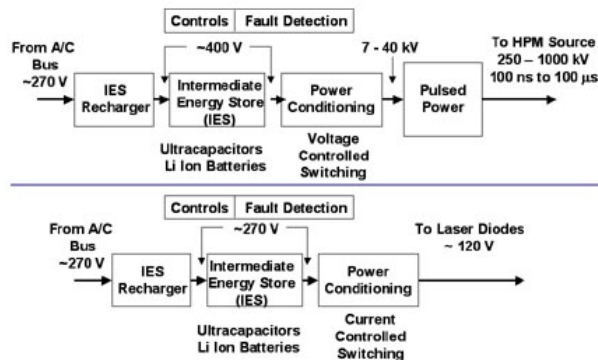 Controls Fault Detection
From A/C
Bus
~270 V
~400 V
7 - 40 kV
To HPM Source
250 – 1000 kV
100 ns to 100 µs
IES
Recharger
Intermediate
Energy Store
(IES)
Power
Conditioning
Pulsed
Power
Ultracapacitors
Li Ion Batteries
Voltage
Controlled
Switching
Controls Fault Detection
From A/C
Bus
~270 V
~270 V
To Laser Diodes
~ 120 V
IES
Recharger
Intermediate
Energy Store
(IES)
Power
Conditioning
Ultracapacitors
Li Ion Batteries
Current
Controlled
Switching